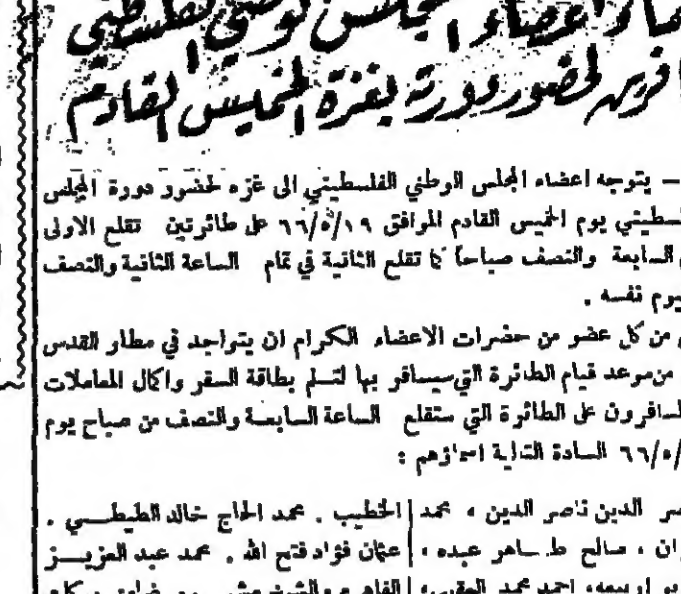 اعضاء المجلس الوطني الفلسطيني
لحضور دورته بغزة الخميس القادم
— يتوجه اعضاء المجلس الوطني الفلسطيني الى غزه لحضور دورة المجلس
يوم الخميس القادم الموافق ٦٦/٥/١٩ على طائرتين تقلع الاولى
السابعة والنصف صباحاً كما تقلع الثانية في تمام الساعة الثانية والنصف
نفسه .
من كل عضو من حضرات الاعضاء الكرام ان يتواجد في مطار القدس
من موعد قيام الطائرة التي سيسافر بها لتسلم بطاقة السفر واكمال المعاملات
على الطائرة التي ستقلع الساعة السابعة والنصف من صباح يوم
/٦٦/٥ السادة التالية اسماؤهم :
الدين ناصر الدين ، محمد
صالح طاهر عبده ،
احمد محمد
الخطيب . محمد الحاج خالد الطيطي .
عثمان فؤاد فتح الله . محمد عبد العزيز